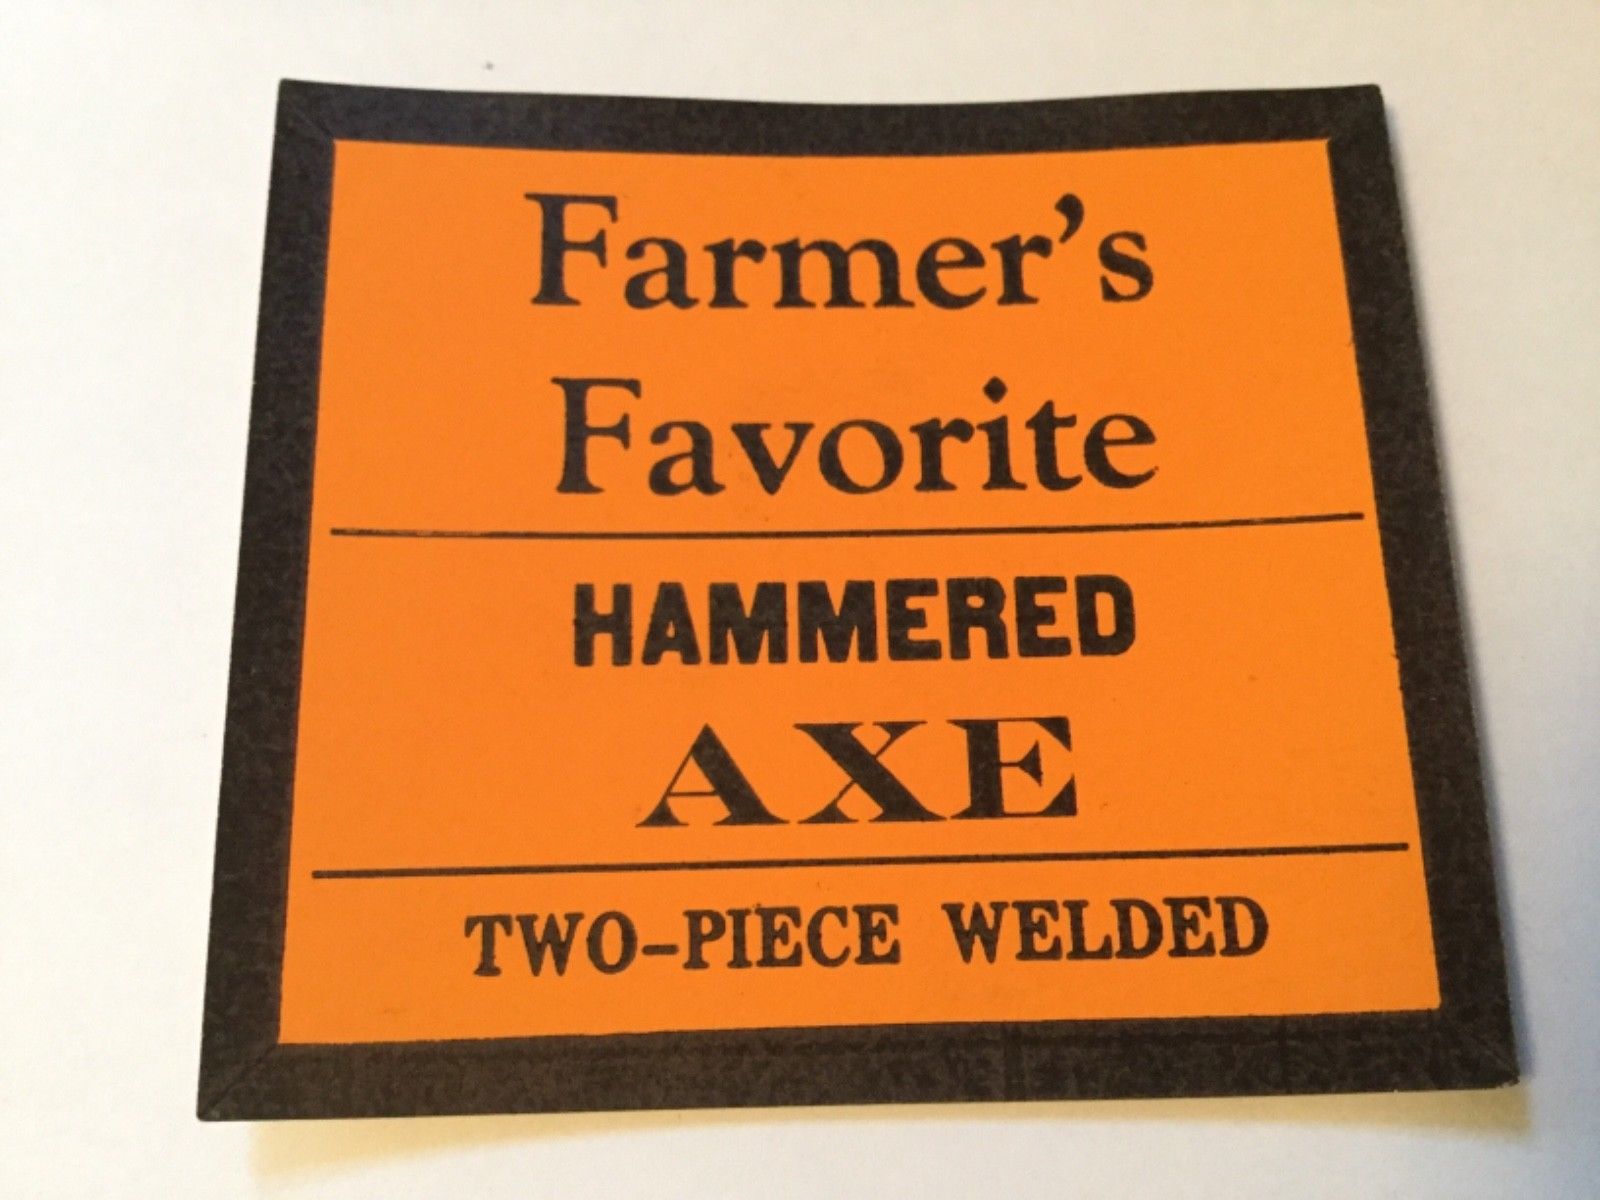 Farmer's
Favorite
HAMMERED
AXE
TWO-PIECE WELDED